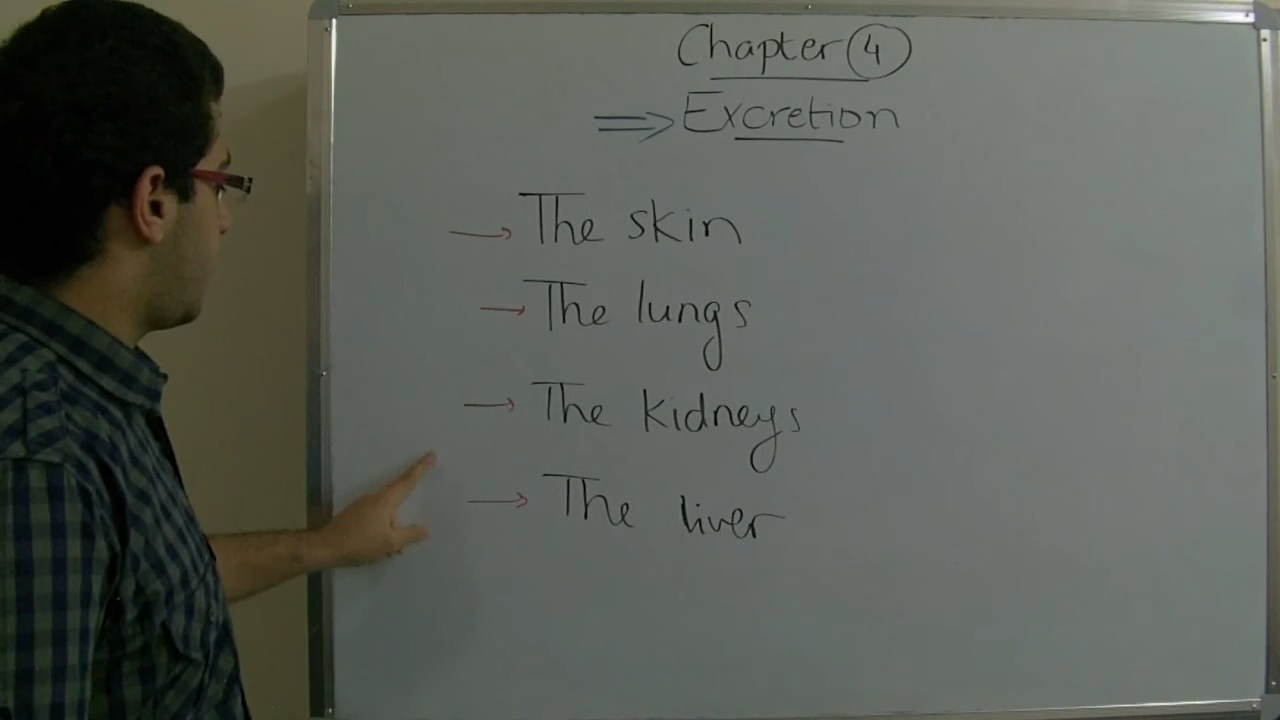 Chapter 4
⇒ Excretion
→ The skin
→ The lungs
→ The kidneys
→ The liver